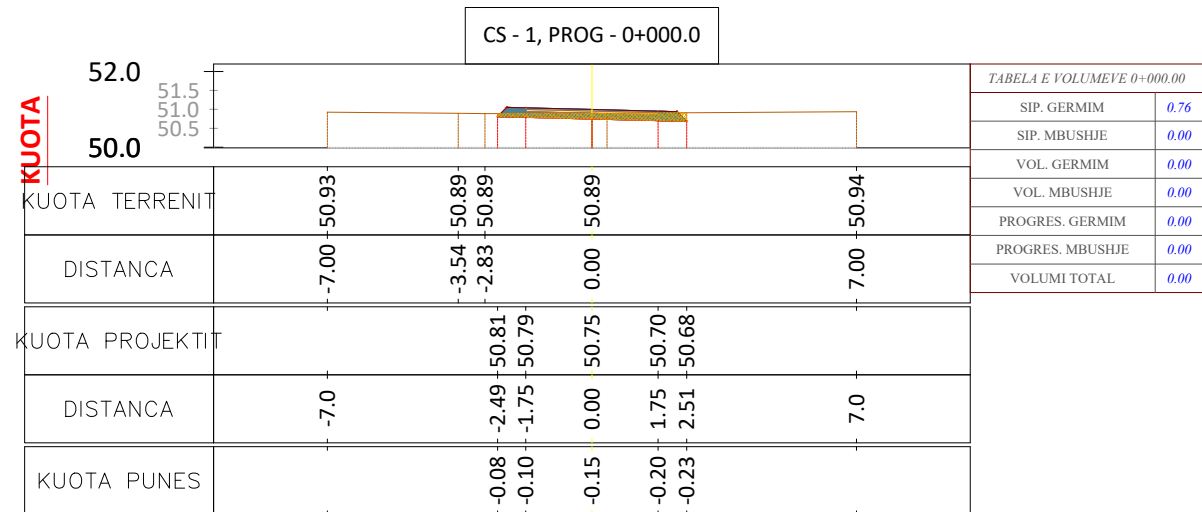 CS - 1, PROG - 0+000.0
KUOTA
52.0
51.5
51.0
50.5
50.0
TABELA E VOLUMEVE 0+000.00
SIP. GERMIM 0.76
SIP. MBUSHJE 0.00
VOL. GERMIM 0.00
VOL. MBUSHJE 0.00
PROGRES. GERMIM 0.00
PROGRES. MBUSHJE 0.00
VOLUMI TOTAL 0.00
KUOTA TERRENIT 50.93 50.89 50.89 50.89 50.94
DISTANCA -7.00 -3.54 -2.83 0.00 7.00
KUOTA PROJEKTIT 50.81 50.79 50.75 50.70 50.68
DISTANCA -7.0 -2.49 -1.75 0.00 1.75 2.51 7.0
KUOTA PUNES -0.08 -0.10 -0.15 -0.20 -0.23